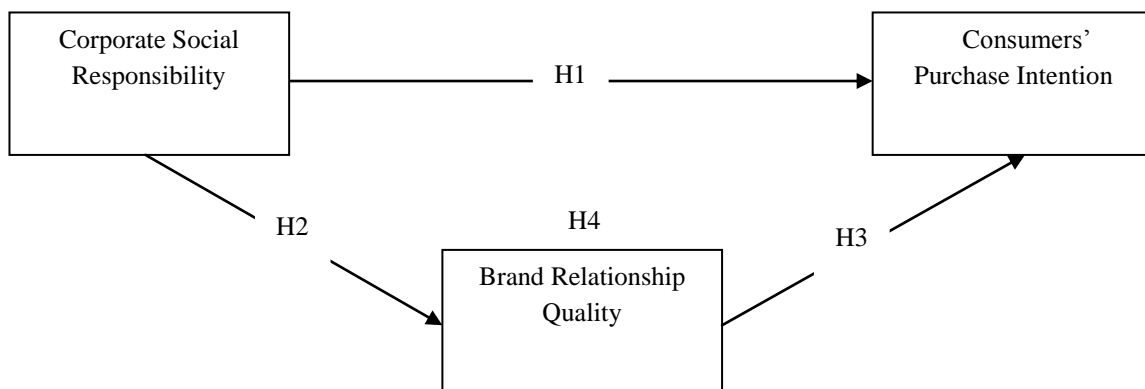 Corporate Social
Responsibility
H1
Consumers’
Purchase Intention
H2
H4
H3
Brand Relationship
Quality